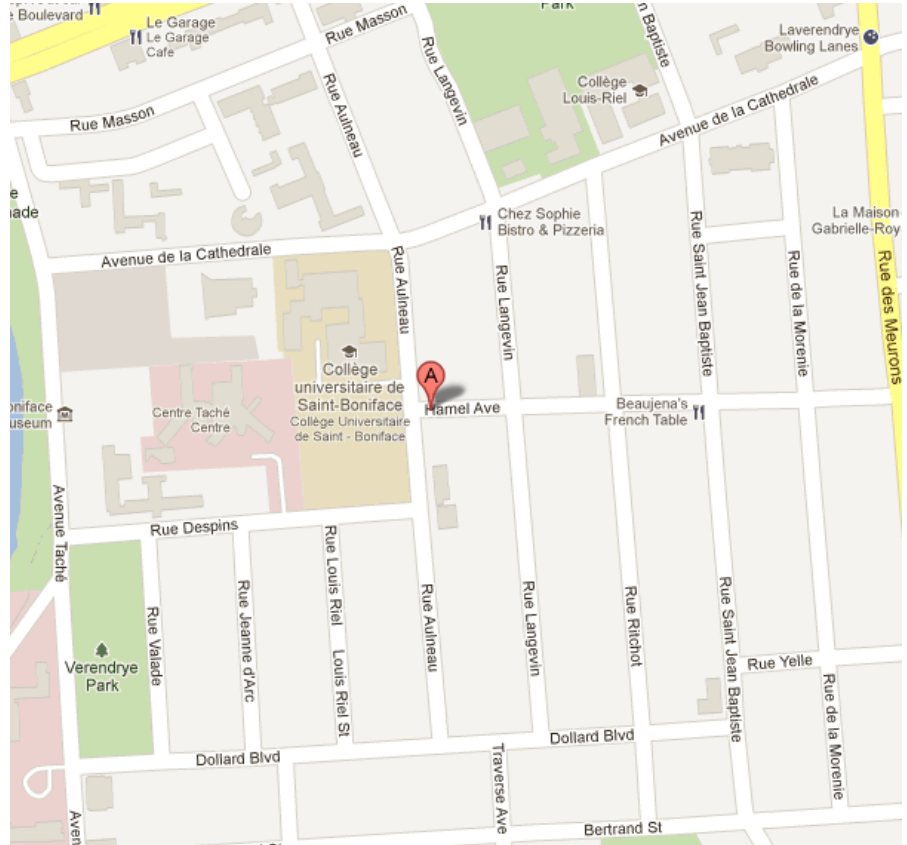 e Boulevard
Le Garage
Le Garage
Cafe
Rue Masson
Park
n Baptiste
Laverendrye
Bowling Lanes
Rue Masson
Rue Aulneau
Rue Langevin
Collège
Louis-Riel
Avenue de la Cathedrale
e
nade
Chez Sophie
Bistro & Pizzeria
La Maison
Gabrielle-Roy
Avenue de la Cathedrale
Rue Aulneau
Rue Langevin
Rue Saint Jean Baptiste
Rue de la Morenie
Rue des Meurons
Collège
universitaire de
Saint-Boniface
Collège Universitaire
de Saint - Boniface
A
Hamel Ave
Beaujena's
French Table
oniface
useum
Centre Taché
Centre
Avenue Taché
Rue Despins
Rue Valade
Rue Jeanne d'Arc
Rue Louis Riel
Louis Riel St
Rue Aulneau
Rue Langevin
Rue Ritchot
Rue Saint Jean Baptiste
Rue Yelle
Rue de la Morenie
Verendrye
Park
Dollard Blvd
Dollard Blvd
Traverse Ave
Bertrand St
Aven